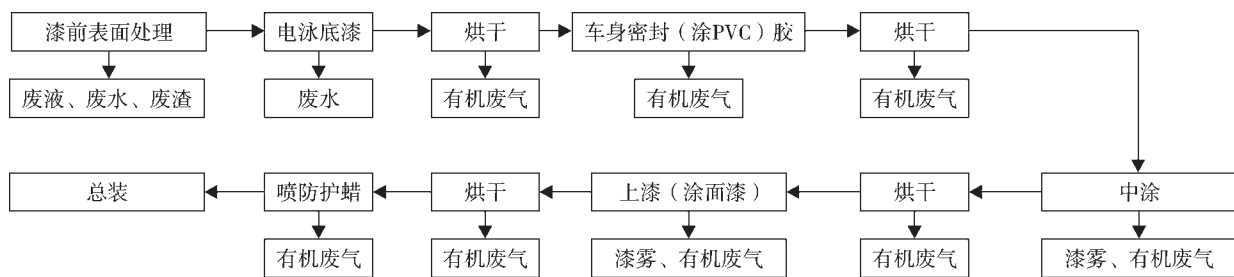 漆前表面处理
电泳底漆
烘干
车身密封（涂PVC）胶
烘干
废液、废水、废渣
废水
有机废气
有机废气
有机废气
总装
喷防护蜡
烘干
上漆（涂面漆）
烘干
中涂
有机废气
有机废气
漆雾、有机废气
有机废气
漆雾、有机废气